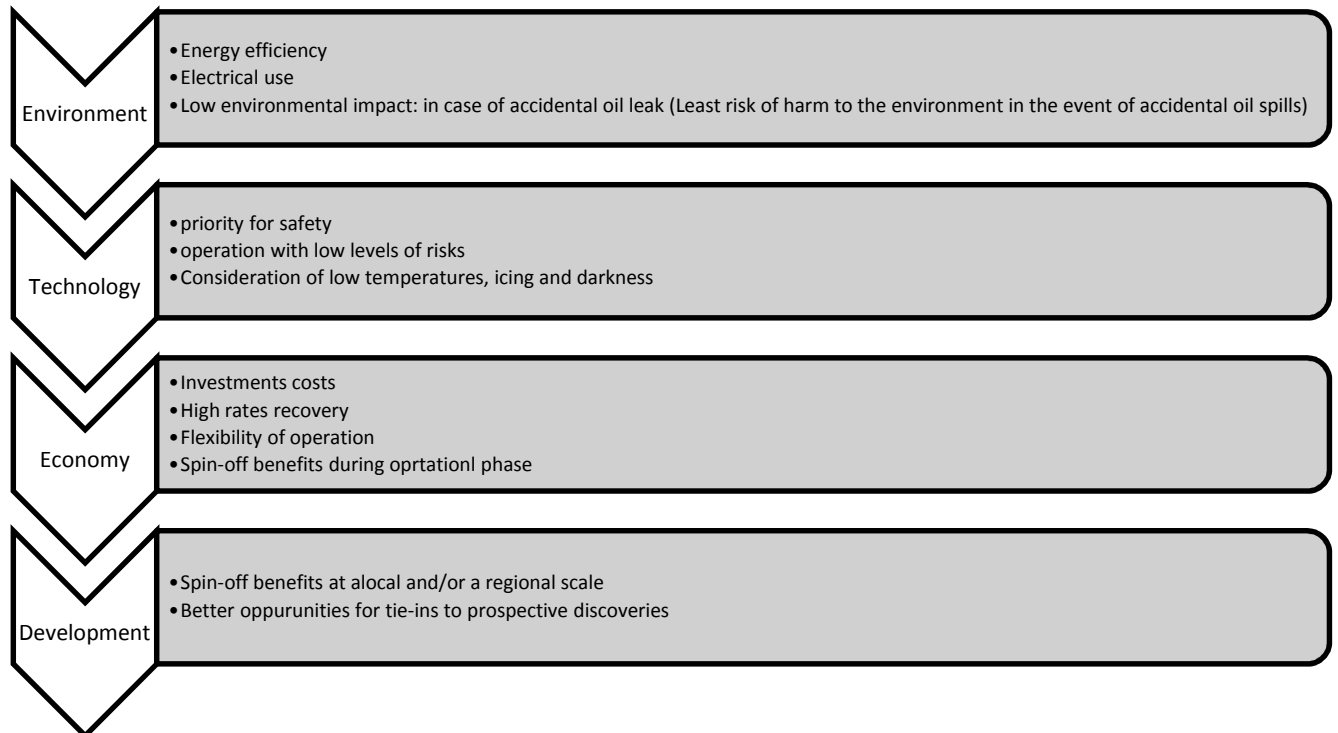 Environment
•Energy efficiency
•Electrical use
•Low environmental impact: in case of accidental oil leak (Least risk of harm to the environment in the event of accidental oil spills)
Technology
•priority for safety
•operation with low levels of risks
•Consideration of low temperatures, icing and darkness
Economy
•Investments costs
•High rates recovery
•Flexibility of operation
•Spin-off benefits during oprtationl phase
Development
•Spin-off benefits at alocal and/or a regional scale
•Better oppurunities for tie-ins to prospective discoveries